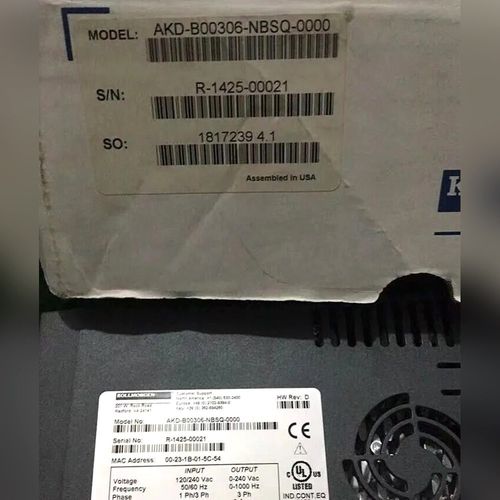 MODEL: AKD-B00306-NBSQ-0000
S/N: R-1425-00021
SO: 1817239 4.1
Assembled in USA
K
KOLLMORGEN
Customer Support
HW Rev.: D
Model No: AKD-B00306-NBSQ-0000
Serial No: R-1425-00021
MAC Address: 00-23-1B-01-5C-54
INPUT OUTPUT
Voltage 120/240 Vac 0-240 Vac
Frequency 50/60 Hz 0-1000 Hz
Phase 1 Ph/3 Ph 3 Ph
c UL us
LISTED
IND.CONT.EQ